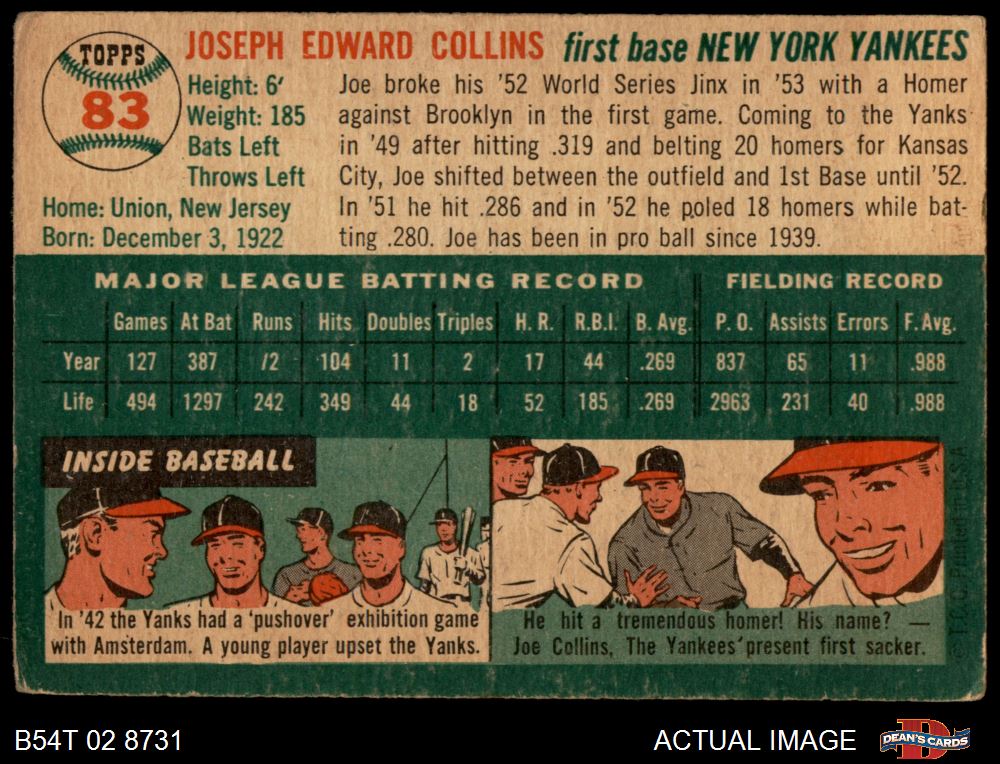 TOPPS
83
JOSEPH EDWARD COLLINS first base NEW YORK YANKEES
Height: 6'
Weight: 185
Bats Left
Throws Left
Home: Union, New Jersey
Born: December 3, 1922
Joe broke his '52 World Series Jinx in '53 with a Homer
against Brooklyn in the first game. Coming to the Yanks
in '49 after hitting .319 and belting 20 homers for Kansas
City, Joe shifted between the outfield and 1st Base until '52.
In '51 he hit .286 and in '52 he poled 18 homers while bat-
ting .280. Joe has been in pro ball since 1939.
MAJOR LEAGUE BATTING RECORD FIELDING RECORD
Games At Bat Runs Hits Doubles Triples H. R. R.B.I. B. Avg. P. O. Assists Errors F. Avg.
Year 127 387 72 104 11 2 17 44 .269 837 65 11 .988
Life 494 1297 242 349 44 18 52 185 .269 2963 231 40 .988
INSIDE BASEBALL
In '42 the Yanks had a 'pushover' exhibition game
with Amsterdam. A young player upset the Yanks.
He hit a tremendous homer! His name? —
Joe Collins, The Yankees' present first sacker.
B54T 02 8731
ACTUAL IMAGE
DEAN'S CARDS